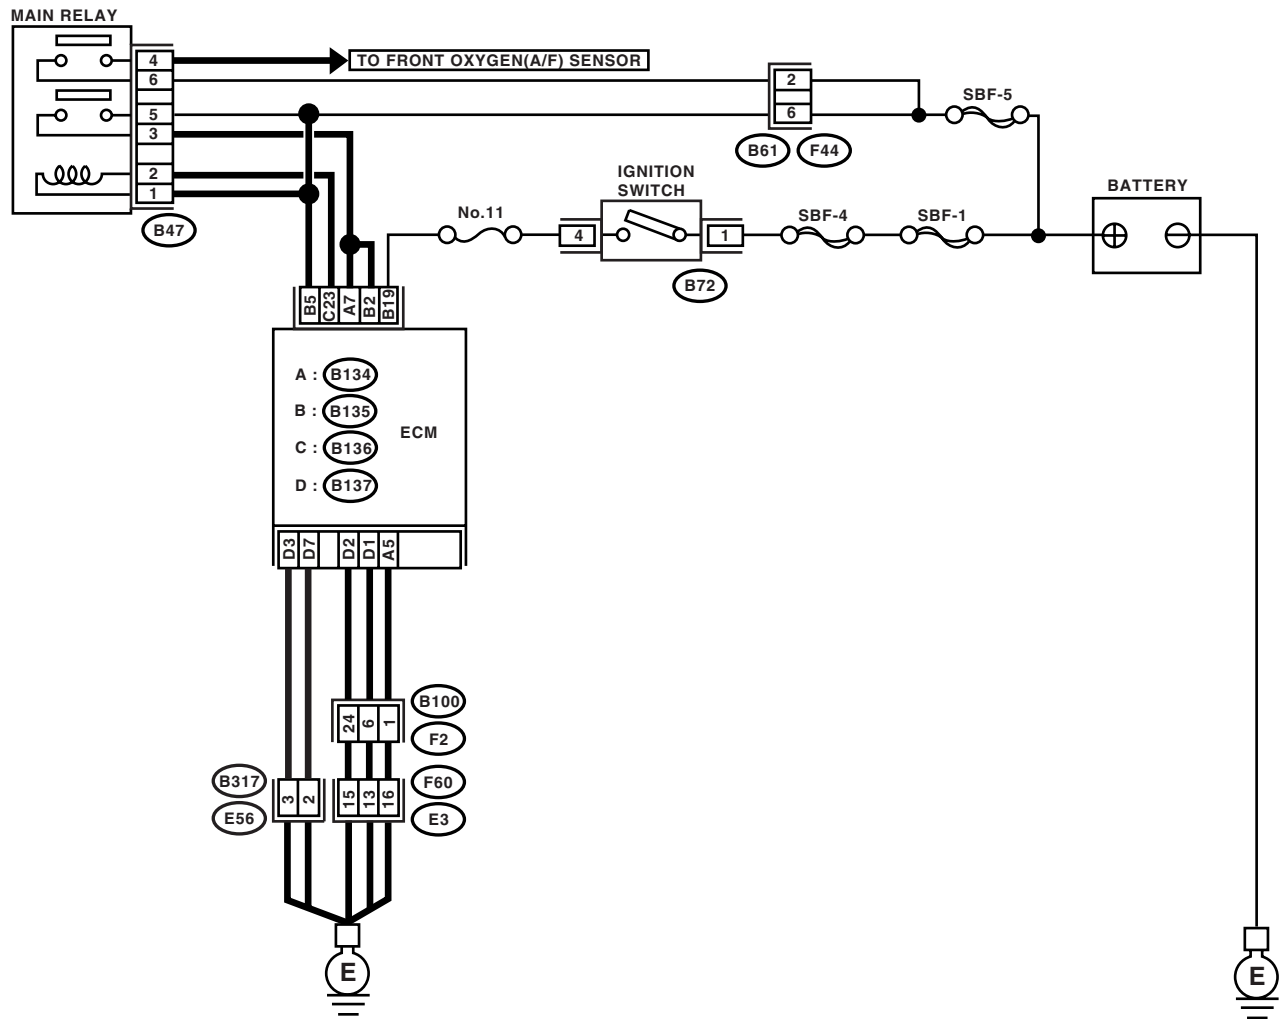 MAIN RELAY
4
TO FRONT OXYGEN(A/F) SENSOR
6
5
3
2
1
B47
2
6
B61
F44
SBF-5
No.11
4
IGNITION
SWITCH
1
B72
SBF-4
SBF-1
BATTERY
B5
C23
A7
B2
B19
A : B134
B : B135
C : B136
D : B137
ECM
D3
D7
D2
D1
A5
24
6
1
B100
F2
B317
E56
3
2
15
13
16
F60
E3
E
E